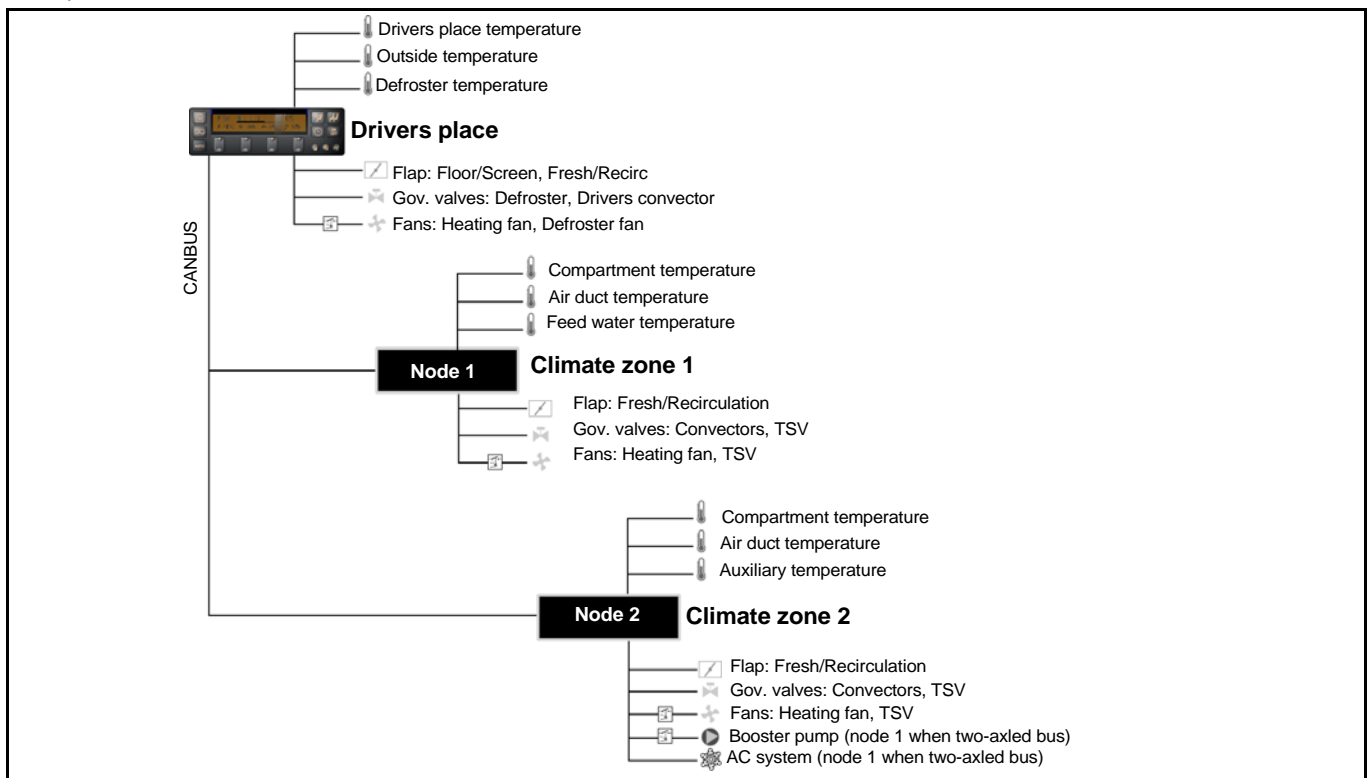 Drivers place temperature
Outside temperature
Defroster temperature
Drivers place
Flap: Floor/Screen, Fresh/Recirc
Gov. valves: Defroster, Drivers convector
Fans: Heating fan, Defroster fan
CANBUS
Compartment temperature
Air duct temperature
Feed water temperature
Node 1
Climate zone 1
Flap: Fresh/Recirculation
Gov. valves: Convectors, TSV
Fans: Heating fan, TSV
Compartment temperature
Air duct temperature
Auxiliary temperature
Node 2
Climate zone 2
Flap: Fresh/Recirculation
Gov. valves: Convectors, TSV
Fans: Heating fan, TSV
Booster pump (node 1 when two-axled bus)
AC system (node 1 when two-axled bus)